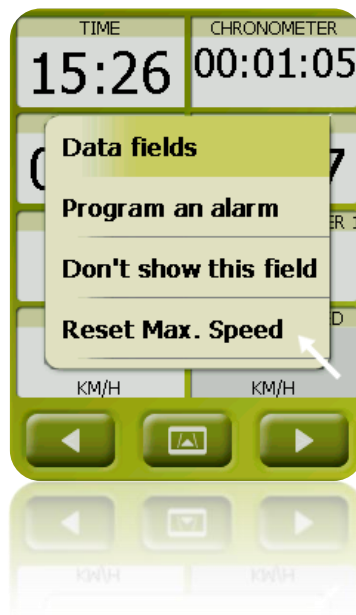 TIME CHRONOMETER
15:26 00:01:05
Data fields
Program an alarm
Don't show this field
Reset Max. Speed
KM/H KM/H